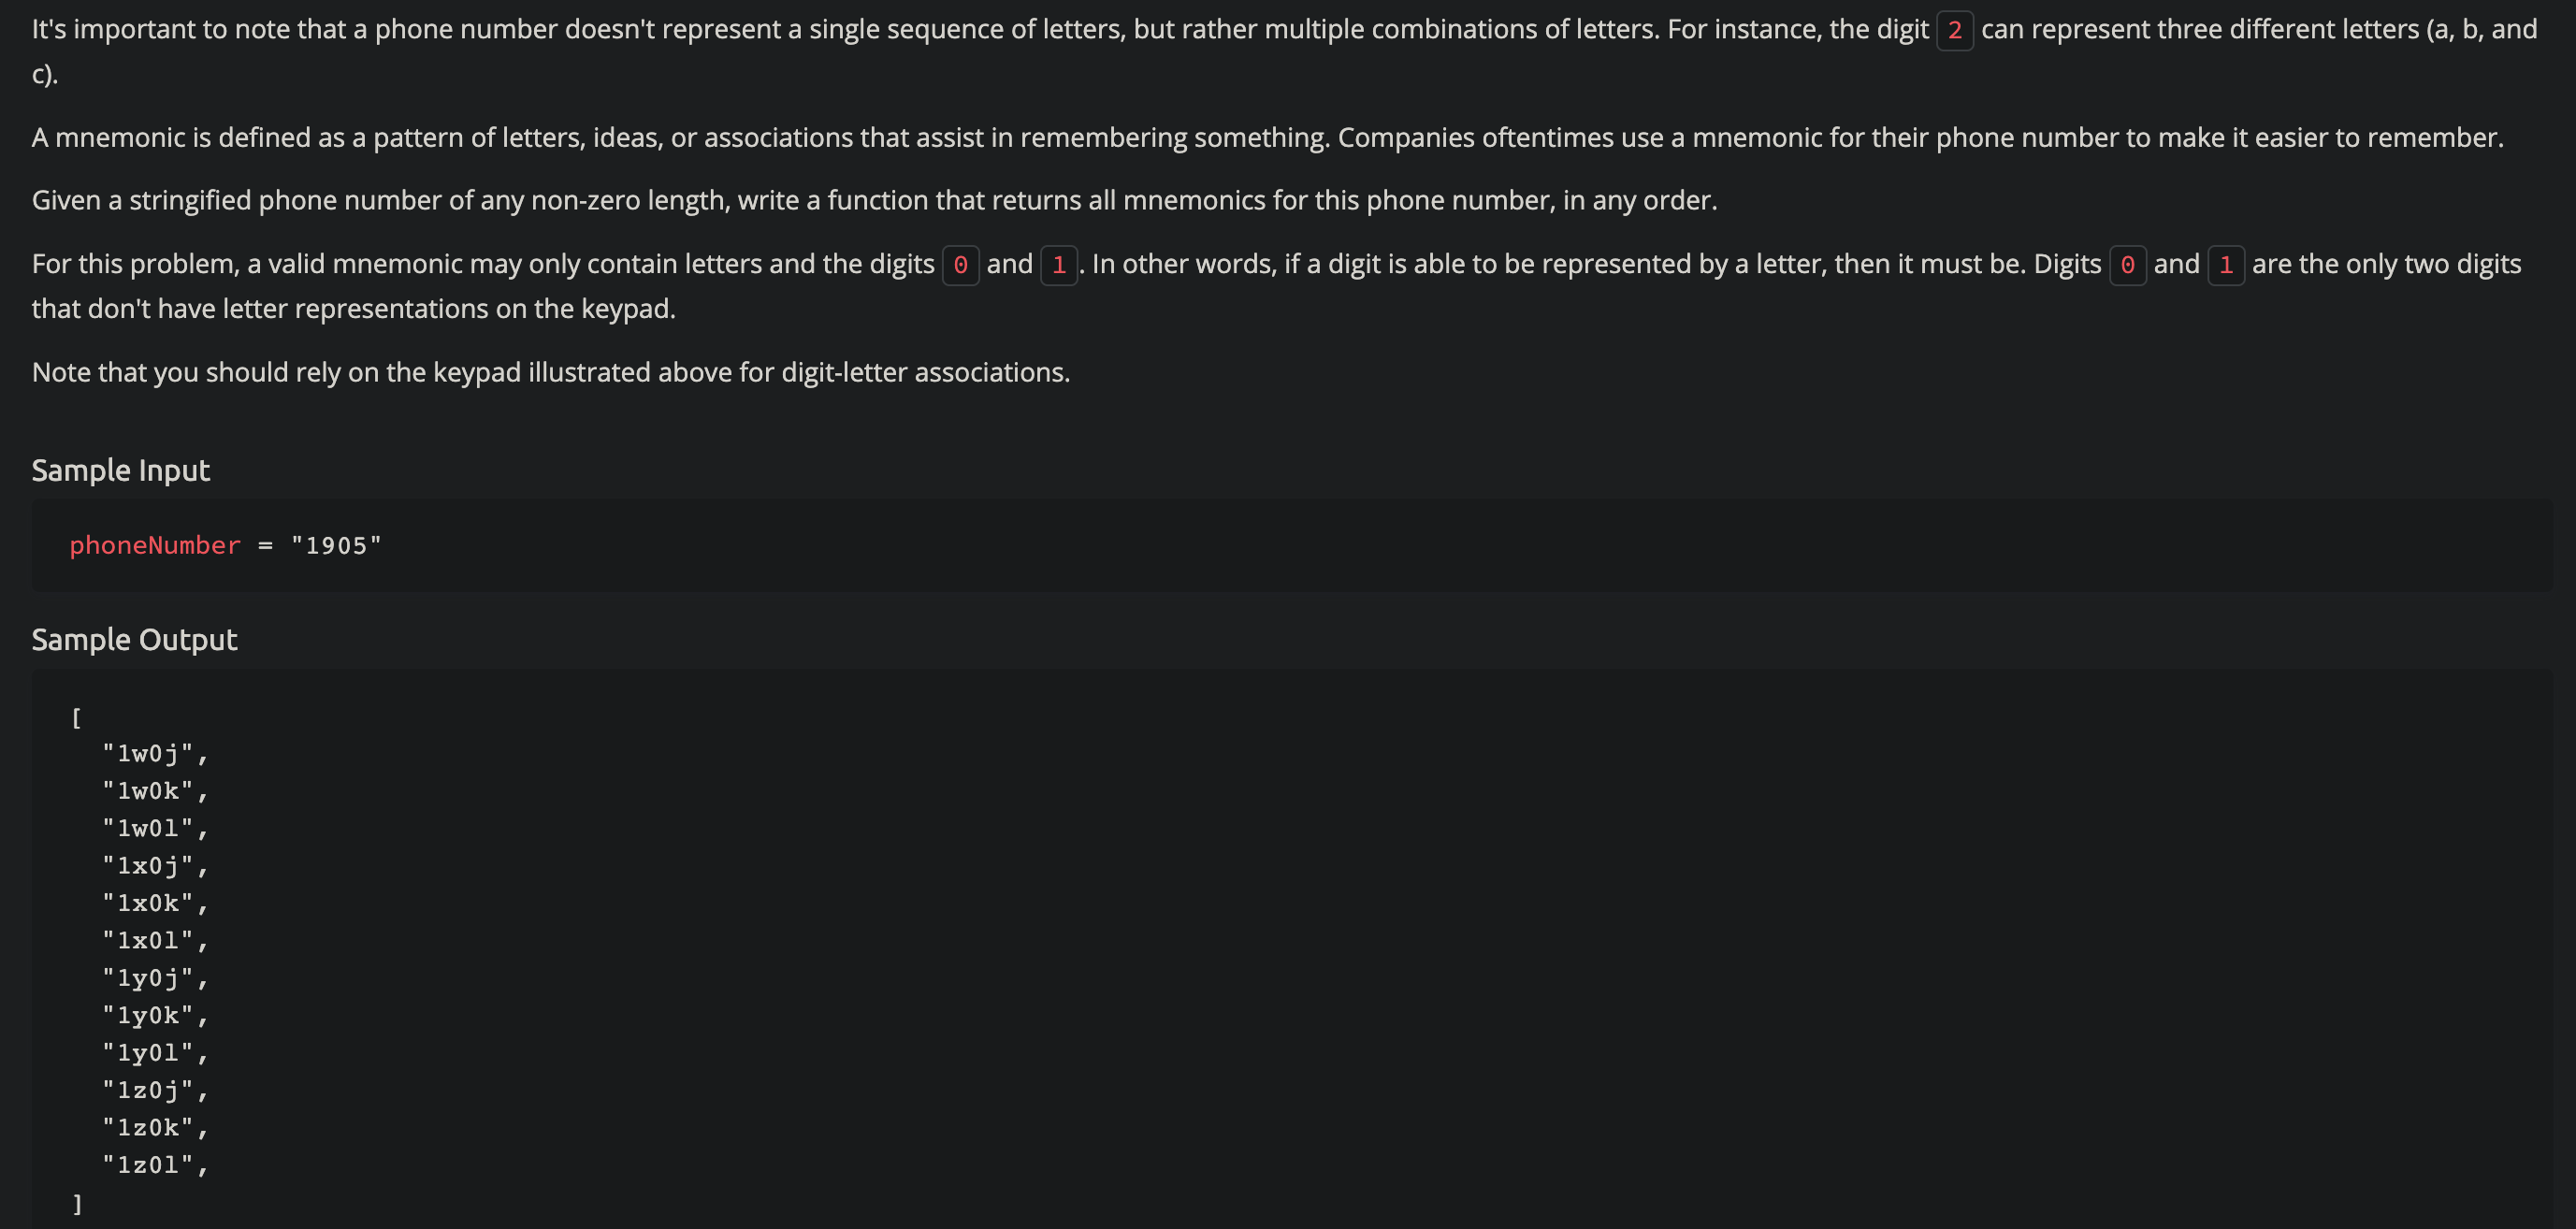 It's important to note that a phone number doesn't represent a single sequence of letters, but rather multiple combinations of letters. For instance, the digit 2 can represent three different letters (a, b, and
c).
A mnemonic is defined as a pattern of letters, ideas, or associations that assist in remembering something. Companies oftentimes use a mnemonic for their phone number to make it easier to remember.
Given a stringified phone number of any non-zero length, write a function that returns all mnemonics for this phone number, in any order.
For this problem, a valid mnemonic may only contain letters and the digits 0 and 1. In other words, if a digit is able to be represented by a letter, then it must be. Digits 0 and 1 are the only two digits
that don't have letter representations on the keypad.
Note that you should rely on the keypad illustrated above for digit-letter associations.
Sample Input
phoneNumber = "1905"
Sample Output
[
"1w0j",
"1w0k",
"1w0l",
"1x0j",
"1x0k",
"1x0l",
"1y0j",
"1y0k",
"1y0l",
"1z0j",
"1z0k",
"1z0l",
]